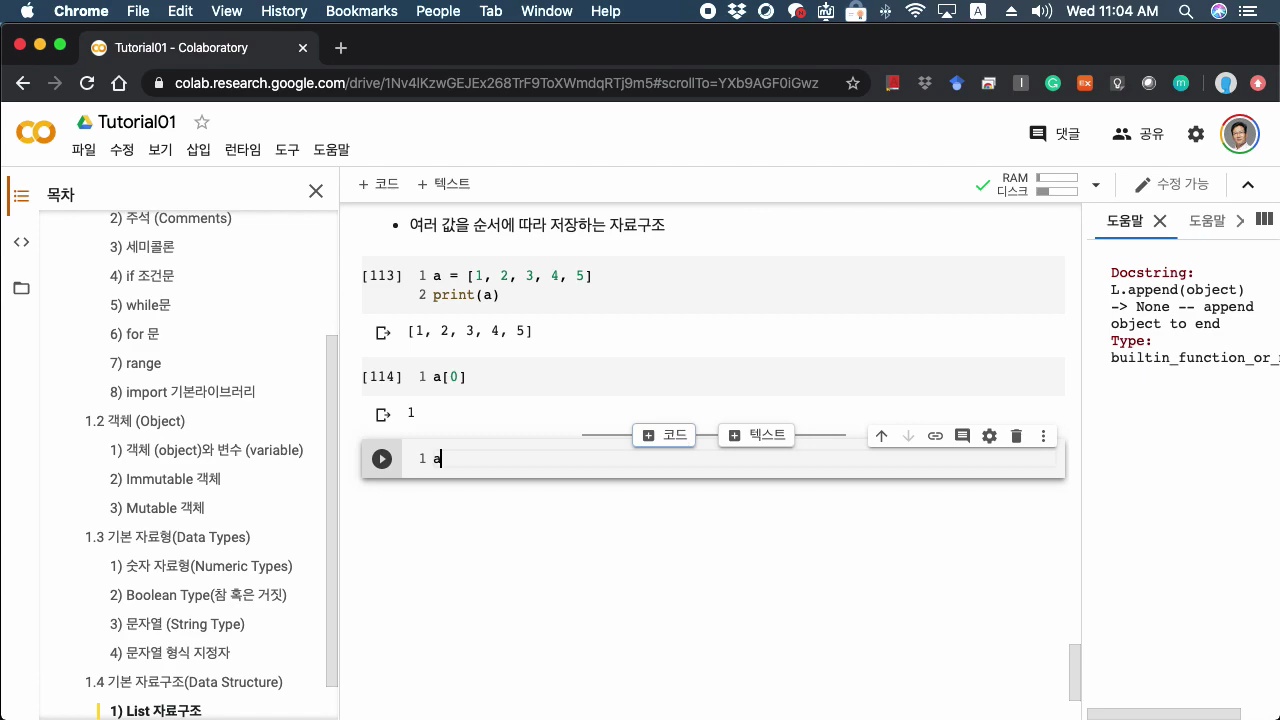 Chrome File Edit View History Bookmarks People Tab Window Help A Wed 11:04 AM
Tutorial01 - Colaboratory
colab.research.google.com/drive/1Nv4lKzwGEJEx268TrF9ToXWmdqRTj9m5#scrollTo=YXb9AGF0iGwz
Tutorial01
파일 수정 보기 삽입 런타임 도구 도움말
댓글 공유
+ 코드 + 텍스트
RAM
디스크
수정 가능
목차
2) 주석 (Comments)
3) 세미콜론
4) if 조건문
5) while문
6) for 문
7) range
8) import 기본라이브러리
1.2 객체 (Object)
1) 객체 (object)와 변수 (variable)
2) Immutable 객체
3) Mutable 객체
1.3 기본 자료형(Data Types)
1) 숫자 자료형(Numeric Types)
2) Boolean Type(참 혹은 거짓)
3) 문자열 (String Type)
4) 문자열 형식 지정자
1.4 기본 자료구조(Data Structure)
1) List 자료구조
• 여러 값을 순서에 따라 저장하는 자료구조
[113] 1 a = [1, 2, 3, 4, 5]
2 print(a)
[1, 2, 3, 4, 5]
[114] 1 a[0]
1
코드 텍스트
1 a
도움말 도움말
Docstring:
L.append(object)
-> None -- append
object to end
Type:
builtin_function_or_